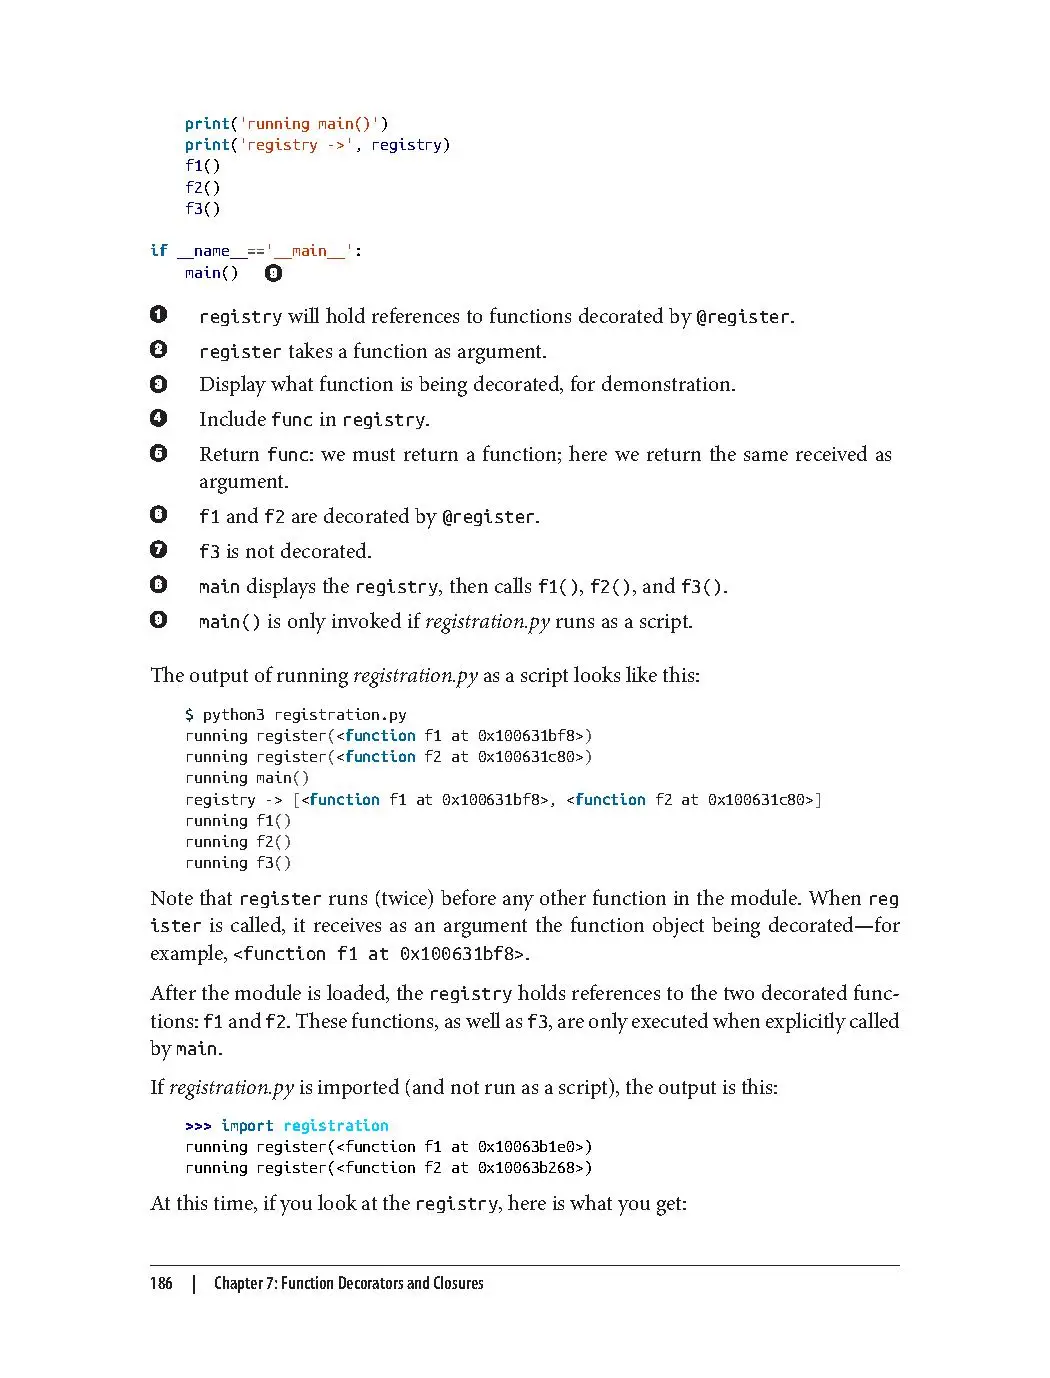 print('running main()')
print('registry ->', registry)
f1()
f2()
f3()
if __name__=='__main__':
main() 9
1 registry will hold references to functions decorated by @register.
2 register takes a function as argument.
3 Display what function is being decorated, for demonstration.
4 Include func in registry.
5 Return func: we must return a function; here we return the same received as
argument.
6 f1 and f2 are decorated by @register.
7 f3 is not decorated.
8 main displays the registry, then calls f1(), f2(), and f3().
9 main() is only invoked if registration.py runs as a script.
The output of running registration.py as a script looks like this:
$ python3 registration.py
running register(<function f1 at 0x100631bf8>)
running register(<function f2 at 0x100631c80>)
running main()
registry -> [<function f1 at 0x100631bf8>, <function f2 at 0x100631c80>]
running f1()
running f2()
running f3()
Note that register runs (twice) before any other function in the module. When reg
ister is called, it receives as an argument the function object being decorated—for
example, <function f1 at 0x100631bf8>.
After the module is loaded, the registry holds references to the two decorated func-
tions: f1 and f2. These functions, as well as f3, are only executed when explicitly called
by main.
If registration.py is imported (and not run as a script), the output is this:
>>> import registration
running register(<function f1 at 0x10063b1e0>)
running register(<function f2 at 0x10063b268>)
At this time, if you look at the registry, here is what you get:
186 | Chapter 7: Function Decorators and Closures